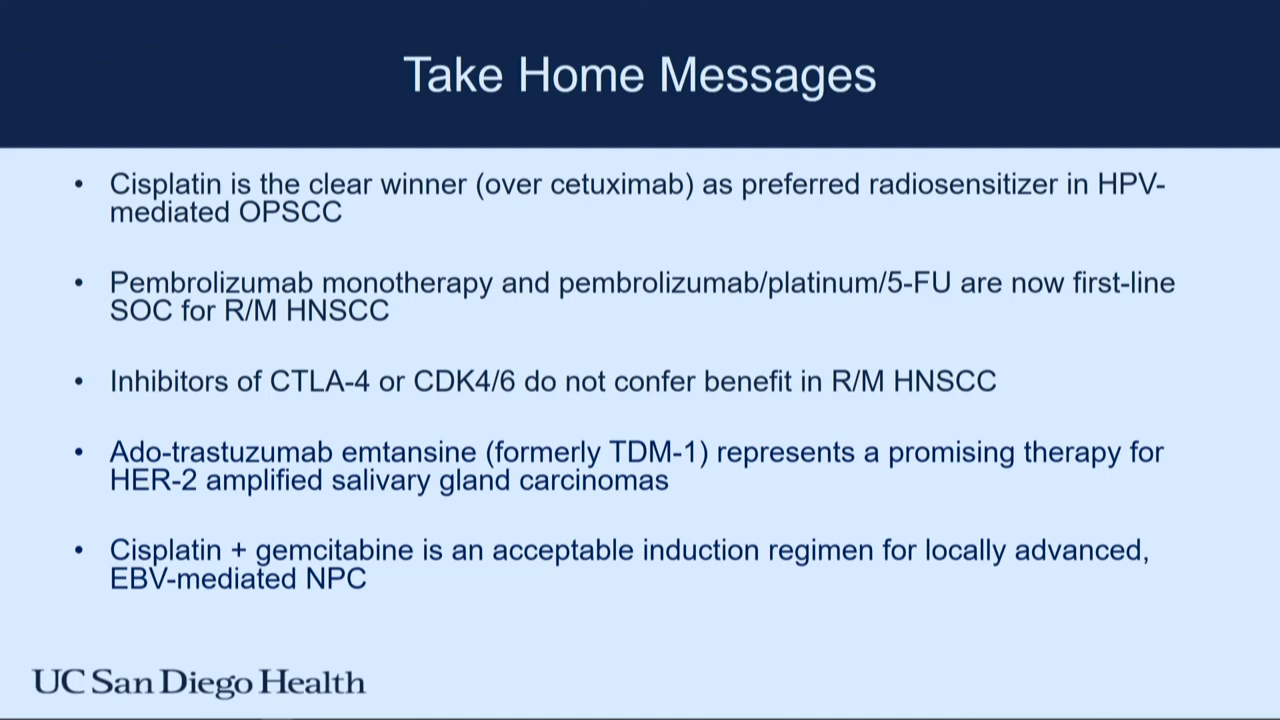 Take Home Messages
• Cisplatin is the clear winner (over cetuximab) as preferred radiosensitizer in HPV-
mediated OPSCC
• Pembrolizumab monotherapy and pembrolizumab/platinum/5-FU are now first-line
SOC for R/M HNSCC
• Inhibitors of CTLA-4 or CDK4/6 do not confer benefit in R/M HNSCC
• Ado-trastuzumab emtansine (formerly TDM-1) represents a promising therapy for
HER-2 amplified salivary gland carcinomas
• Cisplatin + gemcitabine is an acceptable induction regimen for locally advanced,
EBV-mediated NPC
UC San Diego Health